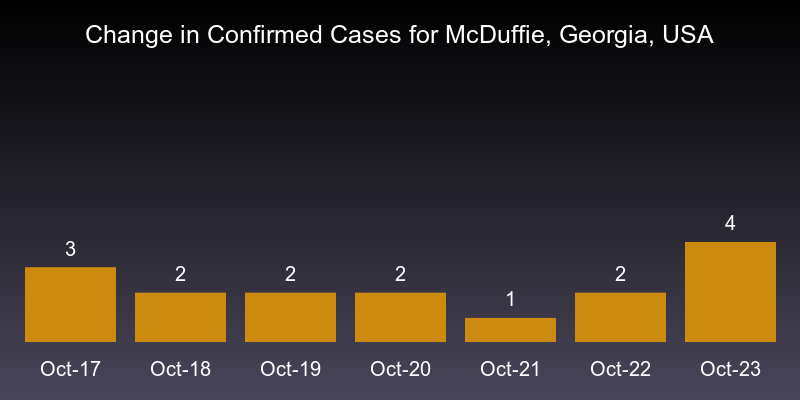 Change in Confirmed Cases for McDuffie, Georgia, USA
3 2 2 2 1 2 4
Oct-17 Oct-18 Oct-19 Oct-20 Oct-21 Oct-22 Oct-23